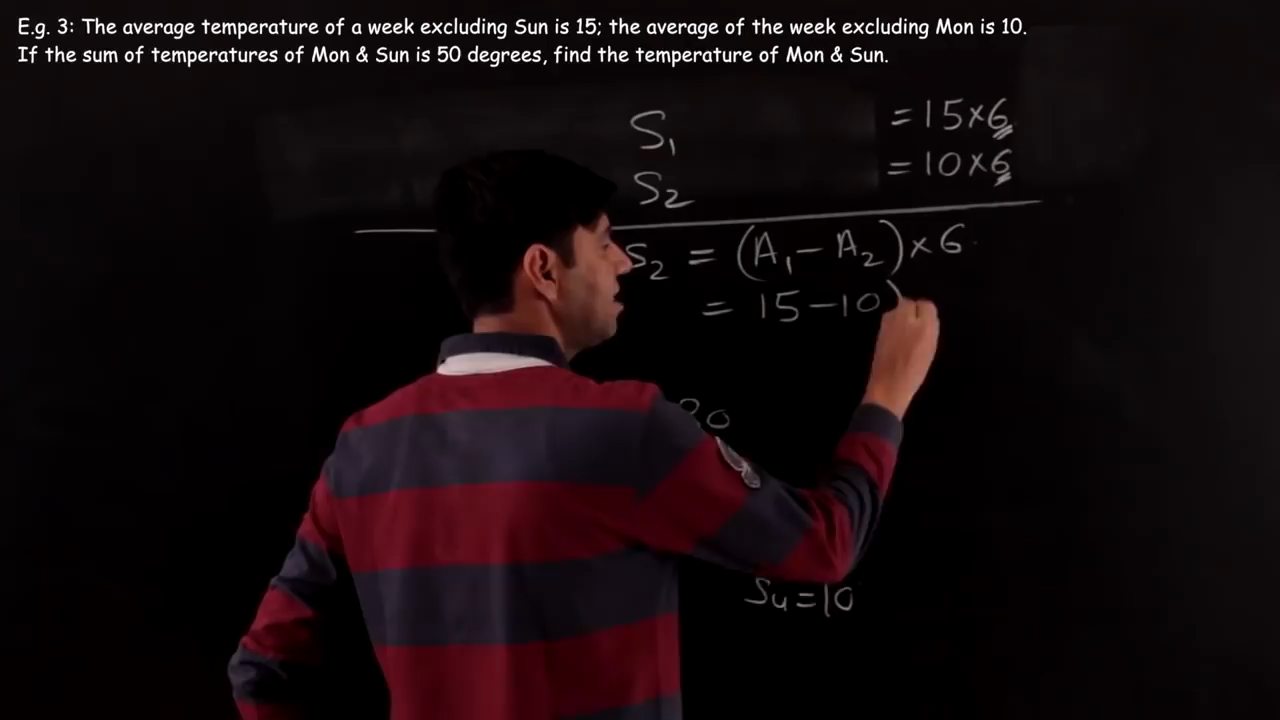 E.g. 3: The average temperature of a week excluding Sun is 15; the average of the week excluding Mon is 10.
If the sum of temperatures of Mon & Sun is 50 degrees, find the temperature of Mon & Sun.
S₁ = 15×6
S₂ = 10×6
S₂ = (A₁ - A₂)×6
= 15-10)
Su=10